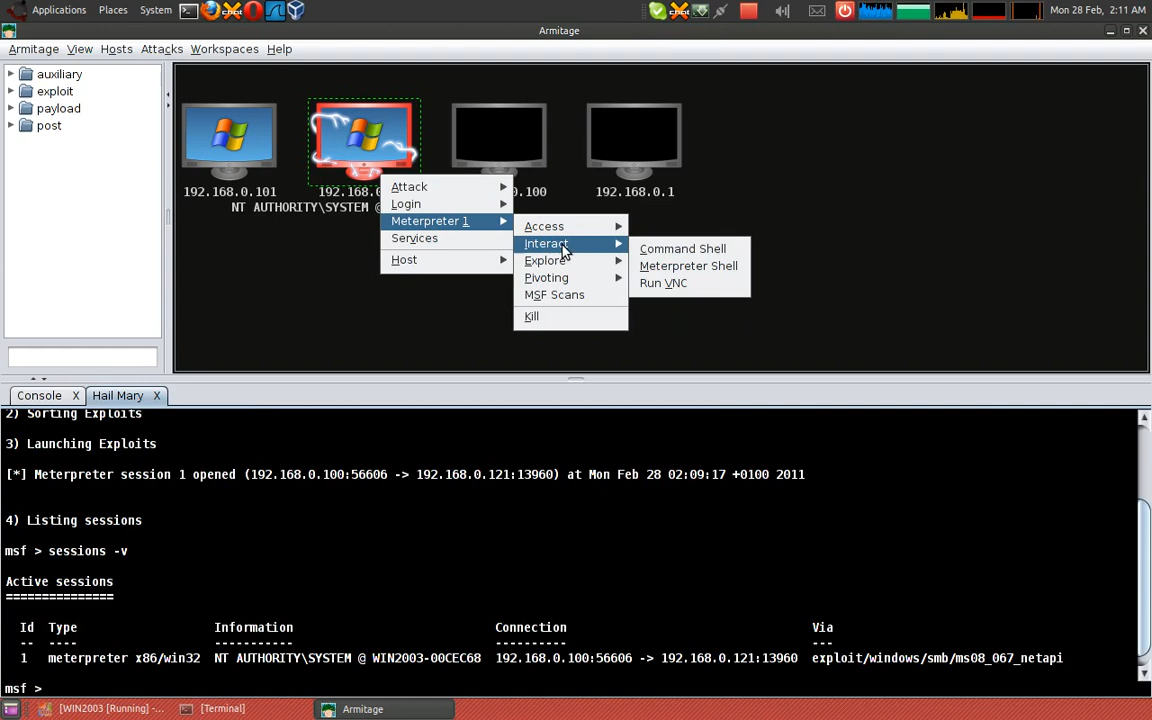 Applications Places System Mon 28 Feb, 2:11 AM
Armitage
Armitage View Hosts Attacks Workspaces Help
auxiliary
exploit
payload
post
192.168.0.101 192.168.0. 0.100 192.168.0.1
NT AUTHORITY\SYSTEM @
Attack
Login
Meterpreter 1
Services
Host
Access
Interact
Explore
Pivoting
MSF Scans
Kill
Command Shell
Meterpreter Shell
Run VNC
Console X Hail Mary X
2) Sorting Exploits
3) Launching Exploits
[*] Meterpreter session 1 opened (192.168.0.100:56606 -> 192.168.0.121:13960) at Mon Feb 28 02:09:17 +0100 2011
4) Listing sessions
msf > sessions -v
Active sessions
===============
Id Type Information Connection Via
-- ---- ----------- ---------- ---
1 meterpreter x86/win32 NT AUTHORITY\SYSTEM @ WIN2003-00CEC68 192.168.0.100:56606 -> 192.168.0.121:13960 exploit/windows/smb/ms08_067_netapi
msf >
[WIN2003 [Running] -... [Terminal] Armitage